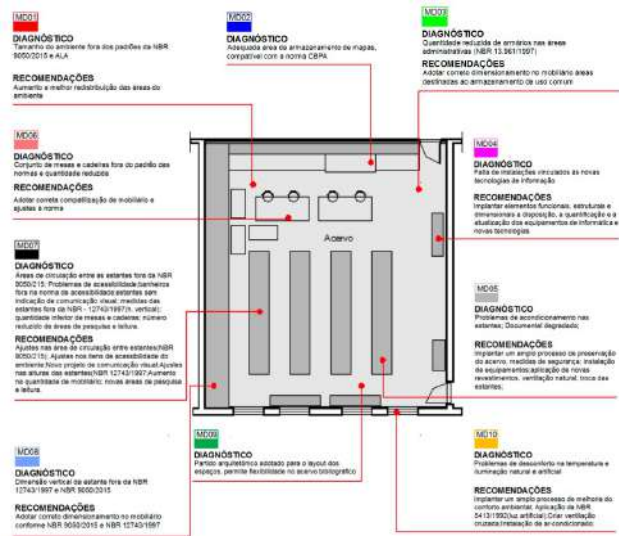 MD01
DIAGNÓSTICO
Tamanho do ambiente fora dos padrões da NBR
9050/2015 e ALA
RECOMENDAÇÕES
Aumento e melhor redistribuição das áreas do
ambiente
MD02
DIAGNÓSTICO
Adequada área de armazenamento de mapas,
compatível com a norma CBPA
MD03
DIAGNÓSTICO
Quantidade reduzida de armários nas áreas
administrativas (NBR 13.961/1997)
RECOMENDAÇÕES
Adotar correto dimensionamento no mobiliário áreas
destinadas ao armazenamento de uso comum
MD06
DIAGNÓSTICO
Conjunto de mesas e cadeiras fora do padrão das
normas e quantidade reduzida
RECOMENDAÇÕES
Adotar correta compatibilização de mobiliário e
ajustes a norma
MD04
DIAGNÓSTICO
Falta de instalações vinculados as novas
tecnologias de informação
RECOMENDAÇÕES
Implantar elementos funcionais, estruturais e
dimensionais a disposição, a quantificação e a
atualização dos equipamentos de informática e
novas tecnologias
Acervo
MD07
DIAGNÓSTICO
Áreas de circulação entre as estantes fora da NBR
9050/215; Problemas de acessibilidade;banheiros
fora na norma de acessibilidade;estantes sem
indicação de comunicação visual; medidas das
estantes fora da NBR - 12743/1997(h. vertical);
quantidade inferior de mesas e cadeiras; número
reduzido de áreas de pesquisa e leitura.
RECOMENDAÇÕES
Ajustes nas área de circulação entre estantes(NBR
9050/215); Ajustes nos itens de acessibilidade do
ambiente;Novo projeto de comunicação visual;Ajustes
nas alturas das estantes(NBR 12743/1997;Aumento
na quantidade de mobiliário; novas áreas de pesquisa
e leitura.
MD05
DIAGNÓSTICO
Problemas de acondicionamento nas
estantes; Documental degradada;
RECOMENDAÇÕES
Implantar um amplo processo de preservação
do acervo, medidas de segurança; instalação
de equipamentos;aplicação de novas
revestimentos, ventilação natural, troca das
estantes;
MD08
DIAGNÓSTICO
Dimensão vertical da estante fora da NBR
12743/1997 e NBR 9050/2015
RECOMENDAÇÕES
Adotar correto dimensionamento no mobiliário
conforme NBR 9050/2015 e NBR 12743/1997
MD09
DIAGNÓSTICO
Partido arquitetônico adotado para o layout dos
espaços, permite flexibilidade no acervo bibliográfico
MD10
DIAGNÓSTICO
Problemas de desconforto na temperatura e
iluminação natural e artificial
RECOMENDAÇÕES
Implantar um amplo processo de melhoria do
confort ambiental; Aplicação da NBR
5413/1992(luz artificial); Criar ventilação
cruzada;Instalação de ar-condicionado.